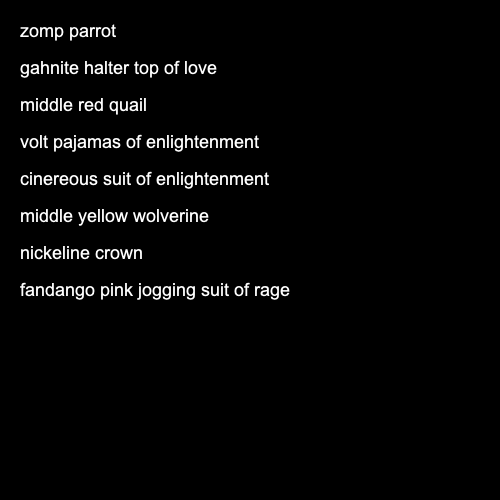 zomp parrot
gahnite halter top of love
middle red quail
volt pajamas of enlightenment
cinereous suit of enlightenment
middle yellow wolverine
nickeline crown
fandango pink jogging suit of rage